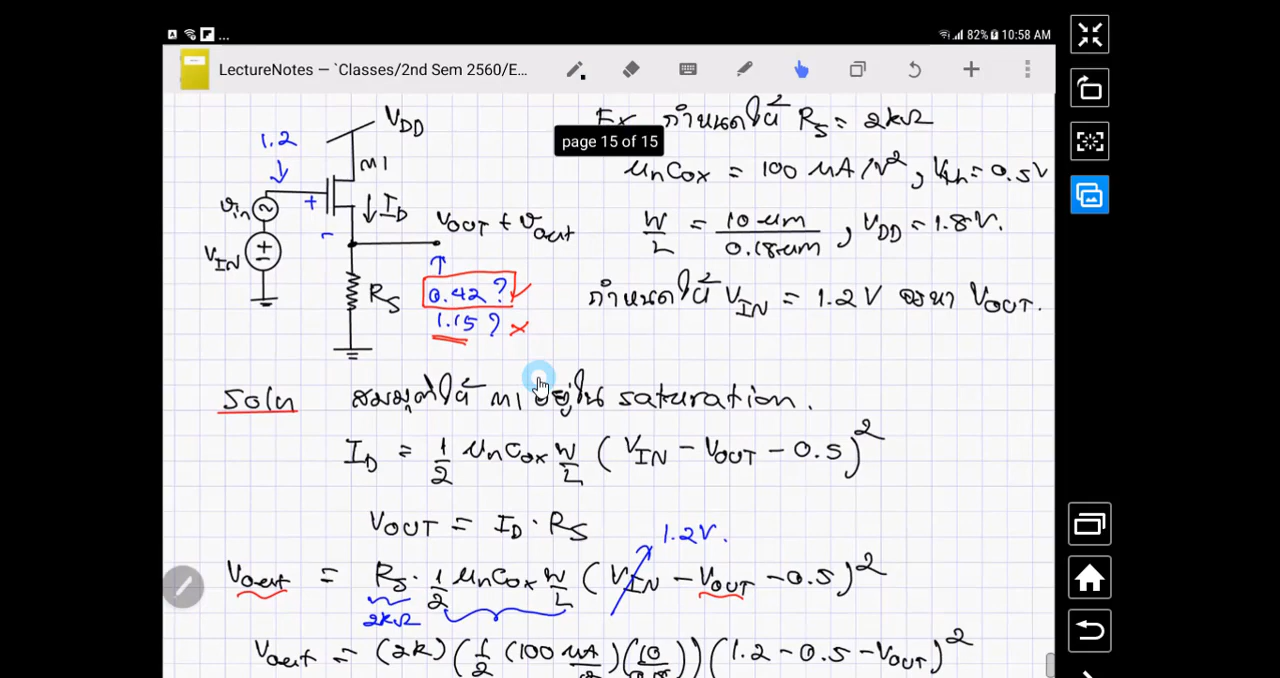 82% 10:58 AM
LectureNotes — `Classes/2nd Sem 2560/E...
page 15 of 15
VDD
1.2
M1
ID
vin
+
-
VIN
VOUT + vout
RS
0.42 ?
1.15 ?
Ex กำหนดให้ RS = 2kΩ
μnCox = 100 μA/V², Vth = 0.5V
W/L = 10μm/0.18μm, VDD = 1.8V.
กำหนดให้ VIN = 1.2 V จงหา VOUT.
Soln สมมุติให้ M1 อยู่ใน saturation.
ID = 1/2 μnCox W/L (VIN - VOUT - 0.5)²
VOUT = ID · RS
1.2V.
Vout = RS · 1/2 μnCox W/L (VIN - VOUT - 0.5)²
2kΩ
Vout = (2k) (1/2 (100 μA (10 (1.2 - 0.5 - VOUT)²